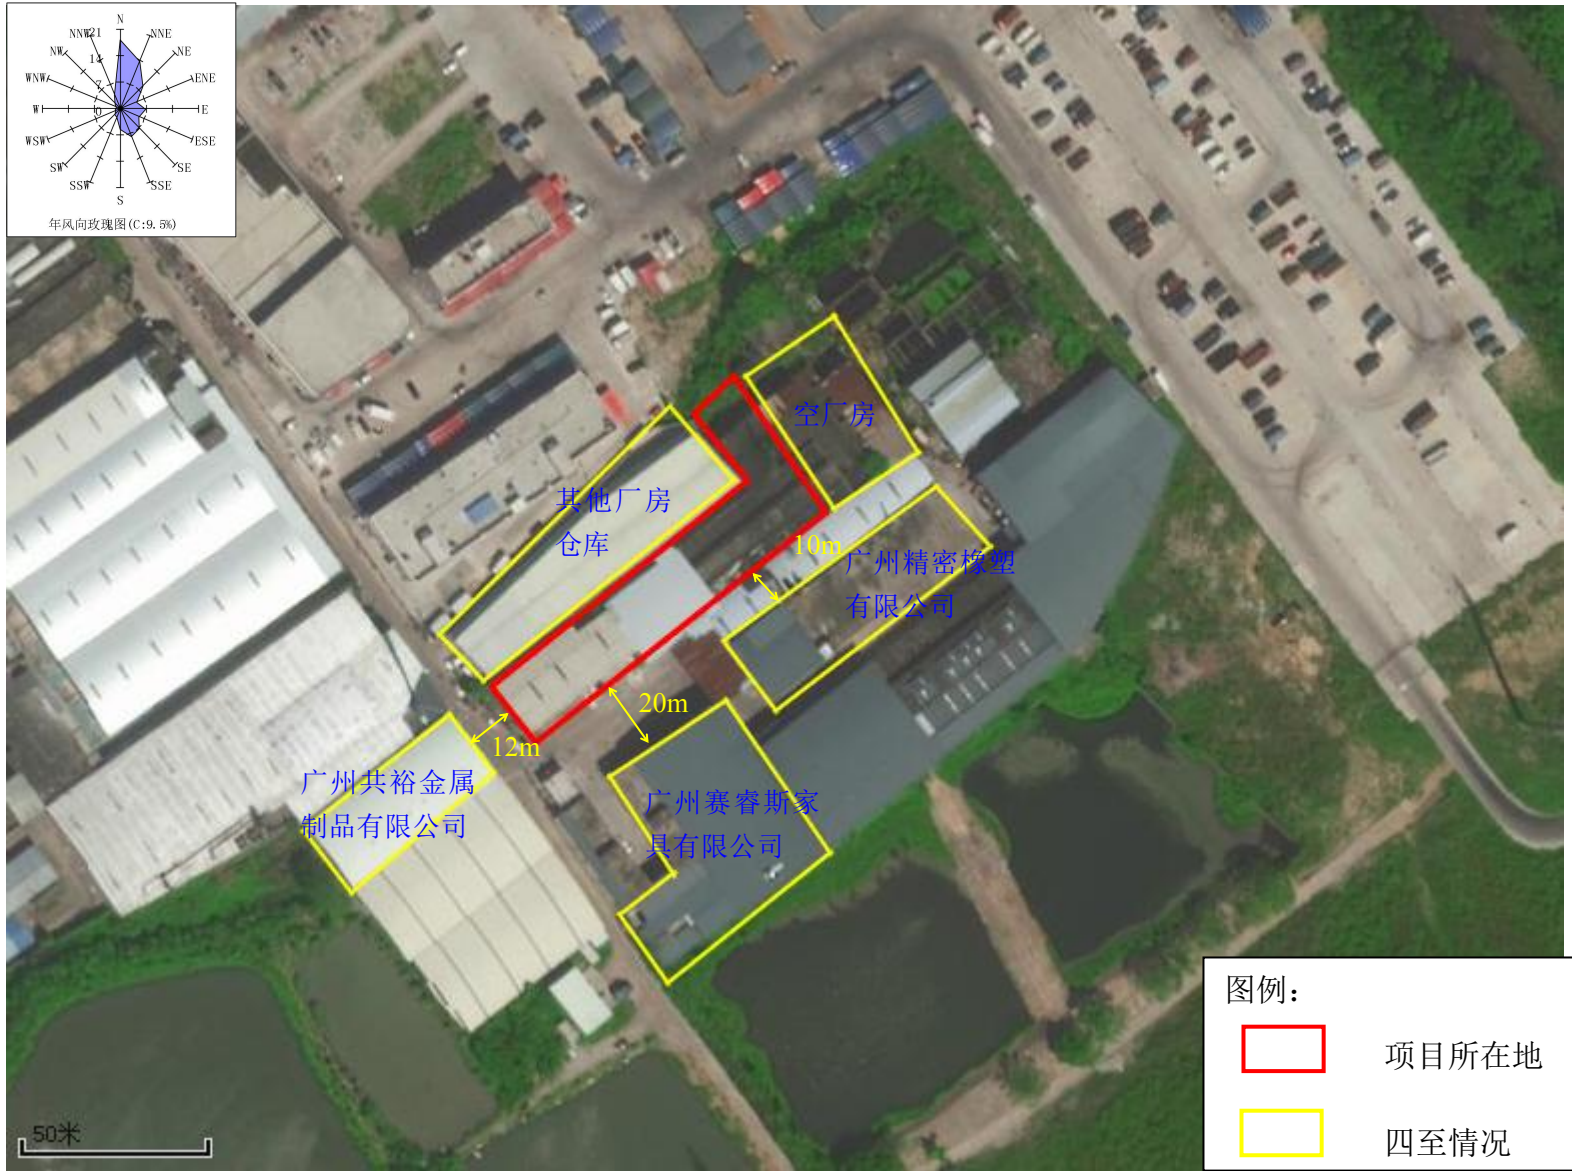 N
NNW
NNE
21
NW
NE
14
WNW
ENE
7
W
0
E
WSW
ESE
SW
SE
SSW
SSE
S
年风向玫瑰图(C:9.5%)
空厂房
其他厂房
仓库
10m
广州精密橡塑
有限公司
20m
12m
广州共裕金属
制品有限公司
广州赛睿斯家
具有限公司
图例：
项目所在地
四至情况
50米